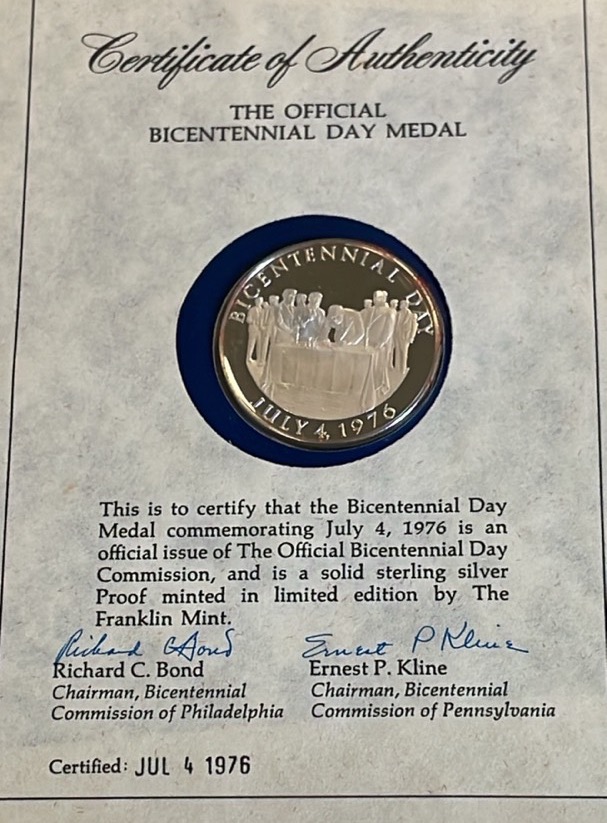 Certificate of Authenticity
THE OFFICIAL
BICENTENNIAL DAY MEDAL
BICENTENNIAL DAY
JULY 4, 1976
This is to certify that the Bicentennial Day
Medal commemorating July 4, 1976 is an
official issue of The Official Bicentennial Day
Commission, and is a solid sterling silver
Proof minted in limited edition by The
Franklin Mint.
Richard C Bond
Ernest P Kline
Richard C. Bond
Ernest P. Kline
Chairman, Bicentennial
Commission of Philadelphia
Chairman, Bicentennial
Commission of Pennsylvania
Certified: JUL 4 1976